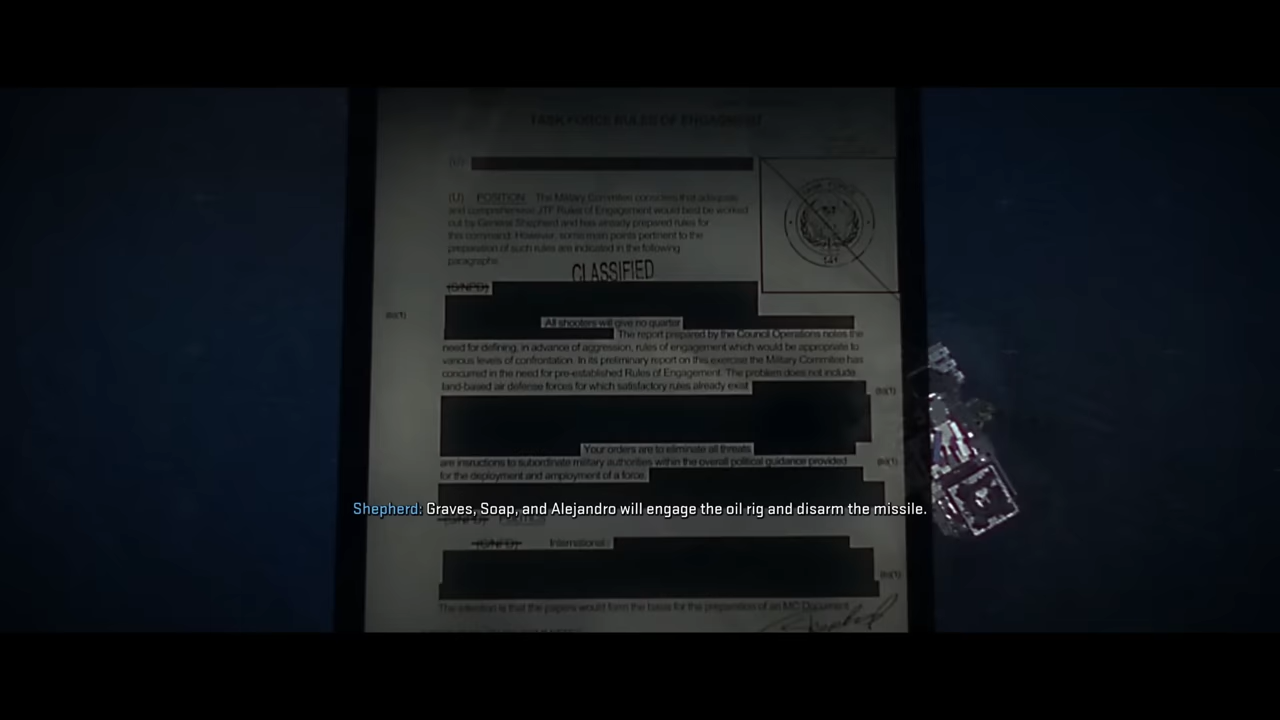 TASK FORCE RULES OF ENGAGEMENT
(U)
(U) POSITION The Military Committee concurs that adequate
and comprehensive JTF Rules of Engagement would best be worked
out by General Shepherd and has already prepared rules for
this command. However, some main points pertinent to the
preparation of such rules are indicated in the following
paragraphs.
TASK FORCE
141
CLASSIFIED
(S/NFD)
(b)(1)
All shooters will give no quarter
The report prepared by the Council Operations notes the
need for defining, in advance of aggression, rules of engagement which would be appropriate to
various levels of confrontation. In its preliminary report on this exercise the Military Committee has
concurred in the need for pre-established Rules of Engagement. The problem does not include
land-based air defense forces for which satisfactory rules already exist
(b)(1)
Your orders are to eliminate all threats
are insructions to subordinate military authorities within the overall political guidance provided
(b)(1)
for the deployment and amployment of a force.
Shepherd: Graves, Soap, and Alejandro will engage the oil rig and disarm the missile.
(S/NFD)
(S/NFD) International:
(b)(1)
The intention is that the papers would form the basis for the preparation of an MC Document